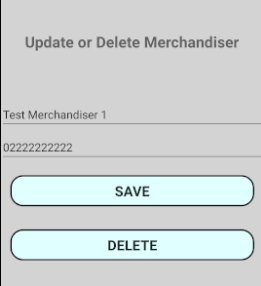 Update or Delete Merchandiser
Test Merchandiser 1
02222222222
SAVE
DELETE